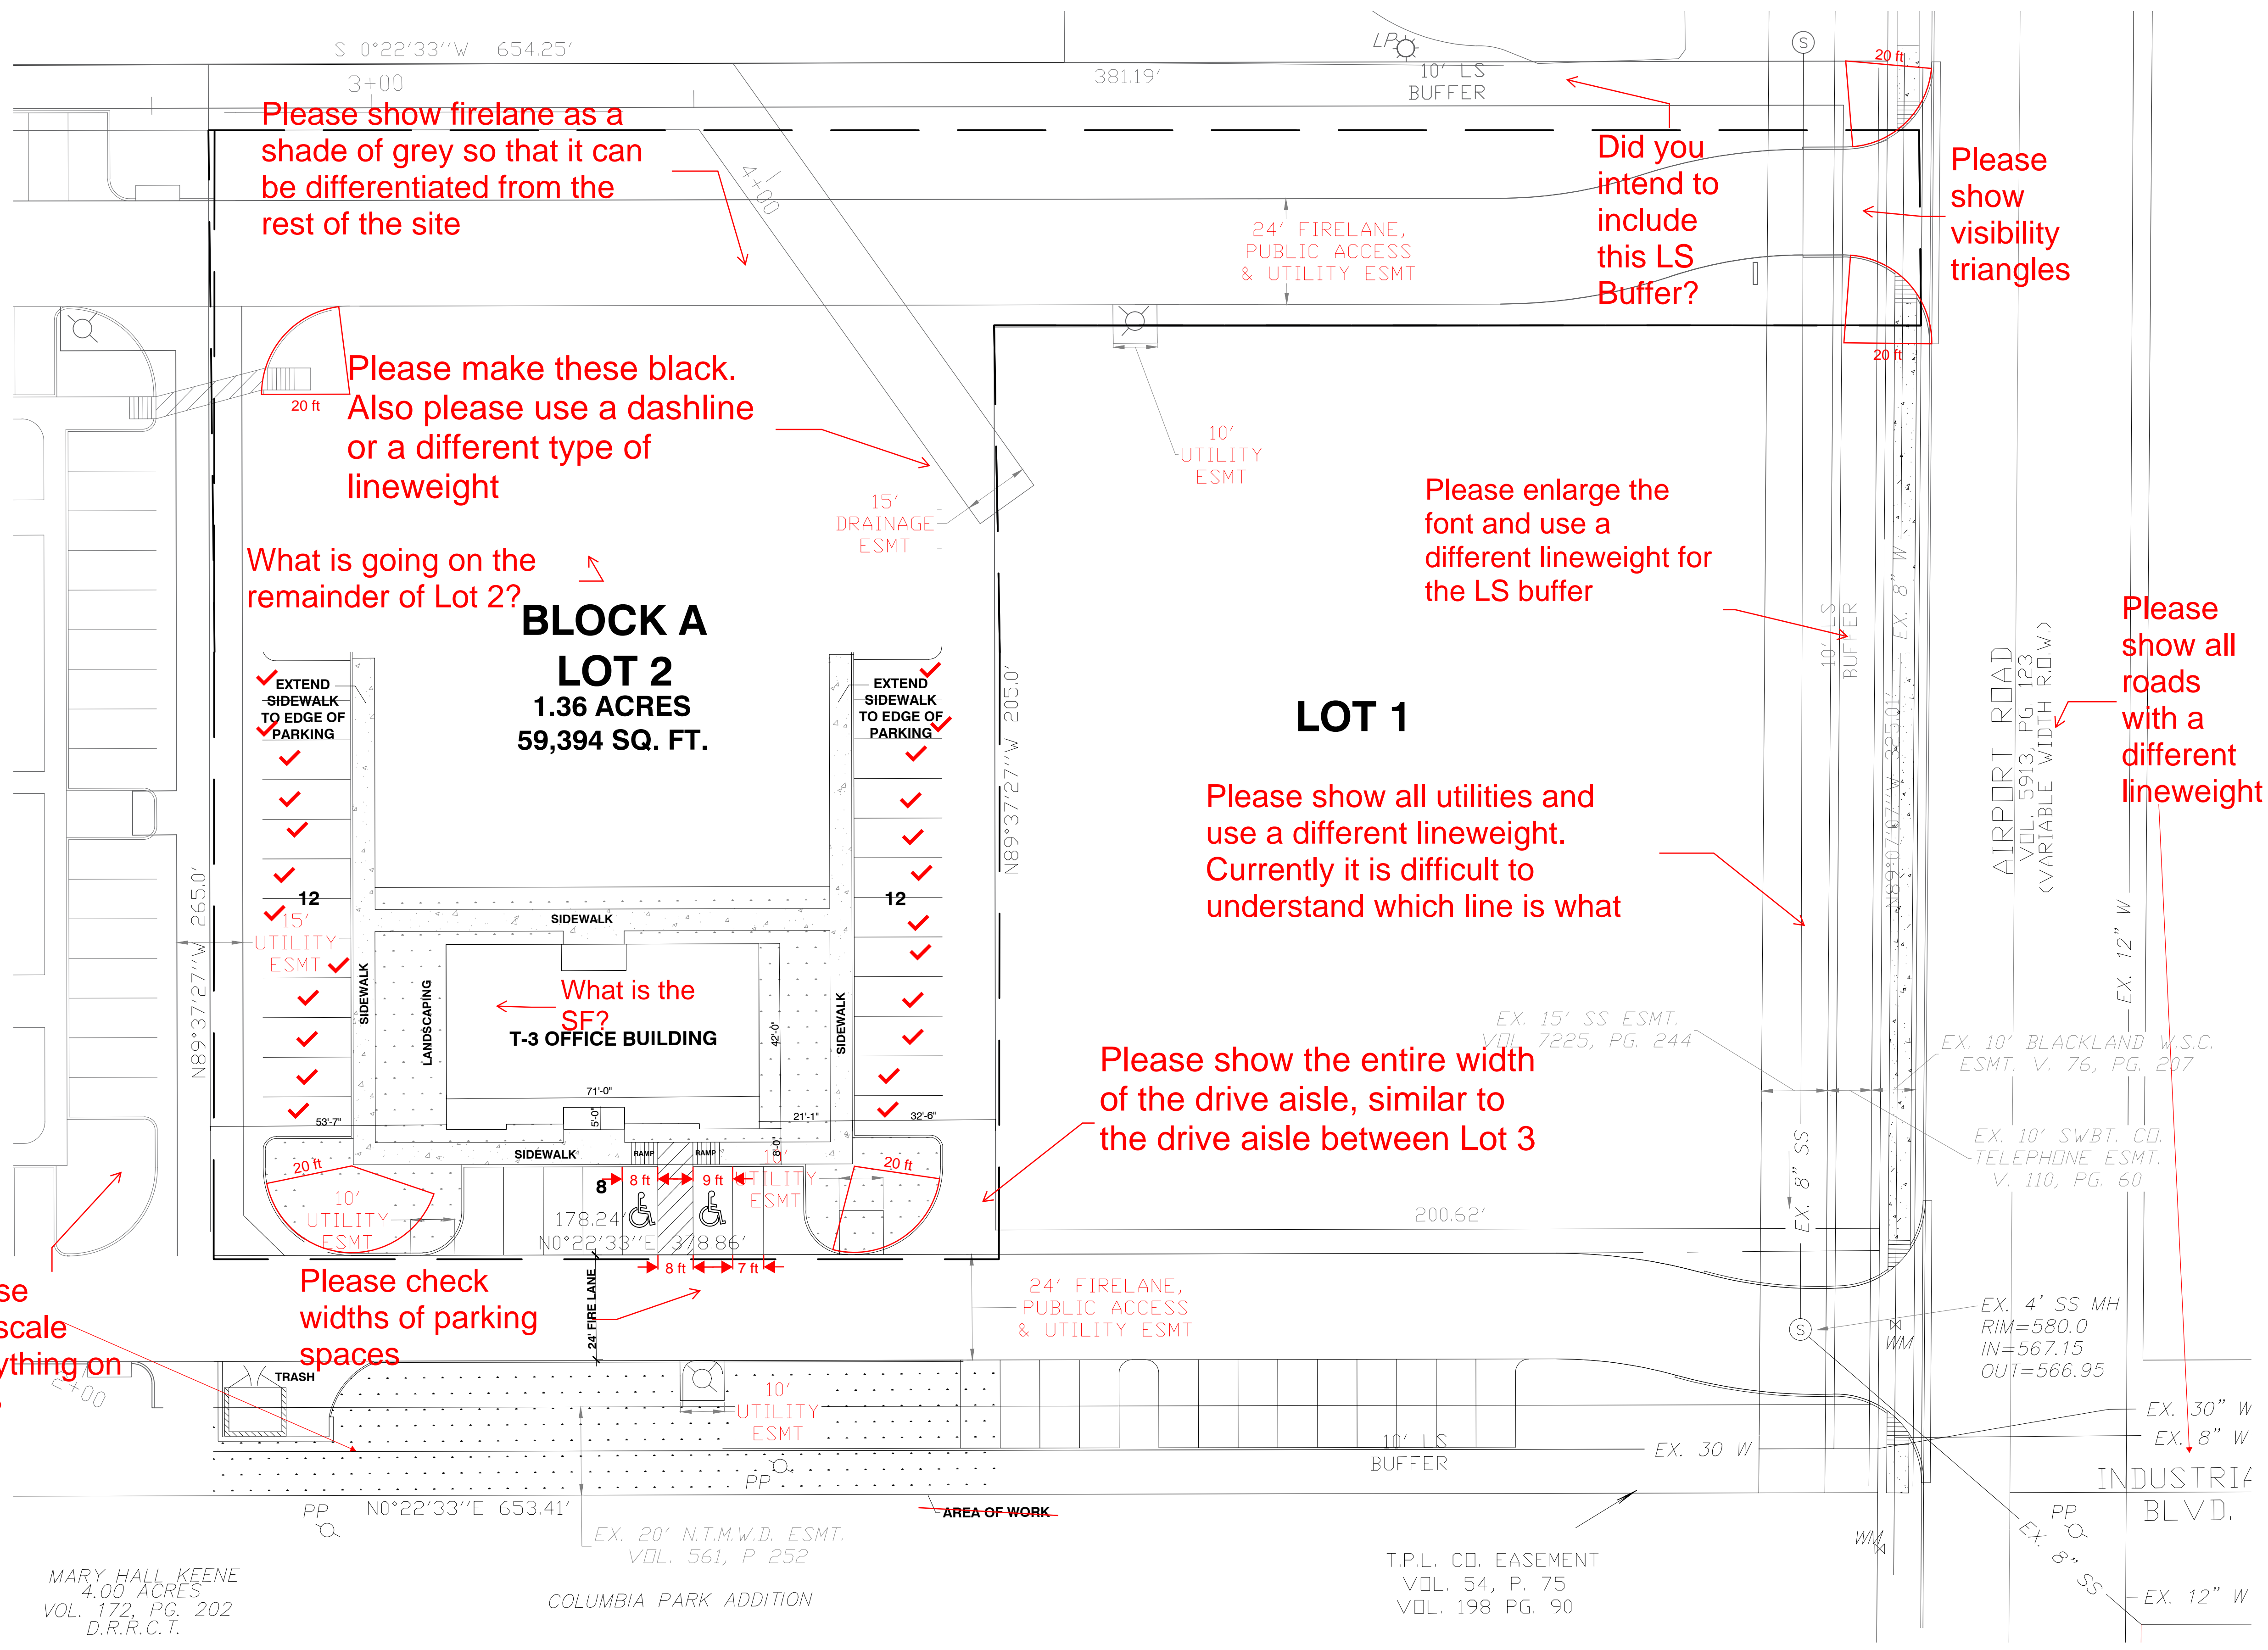 S 0°22'33''W 654.25'
3+00
381.19'
LP
10' LS
BUFFER
S
20 ft
Please show firelane as a
shade of grey so that it can
be differentiated from the
rest of the site
4+00
24' FIRELANE,
PUBLIC ACCESS
& UTILITY ESMT
Did you
intend to
include
this LS
Buffer?
Please
show
visibility
triangles
20 ft
20 ft
Please make these black.
Also please use a dashline
or a different type of
lineweight
10'
UTILITY
ESMT
15'
DRAINAGE
ESMT
Please enlarge the
font and use a
different lineweight for
the LS buffer
What is going on the
remainder of Lot 2?
BLOCK A
LOT 2
1.36 ACRES
59,394 SQ. FT.
EXTEND
SIDEWALK
TO EDGE OF
PARKING
EXTEND
SIDEWALK
TO EDGE OF
PARKING
N89°37'27''W 205.0'
LOT 1
10' LS
BUFFER
EX. 8" W
N89°07'07''W 325.01'
AIRPORT ROAD
VOL. 5913, PG. 123
(VARIABLE WIDTH R.O.W.)
Please
show all
roads
with a
different
lineweight
Please show all utilities and
use a different lineweight.
Currently it is difficult to
understand which line is what
N89°37'27''W 265.0'
12
12
15'
UTILITY
ESMT
SIDEWALK
SIDEWALK
LANDSCAPING
SIDEWALK
What is the
SF?
T-3 OFFICE BUILDING
42'-0"
71'-0"
5'-0"
53'-7"
21'-1"
32'-6"
EX. 12" W
EX. 15' SS ESMT.
VOL. 7225, PG. 244
EX. 10' BLACKLAND W.S.C.
ESMT. V. 76, PG. 207
Please show the entire width
of the drive aisle, similar to
the drive aisle between Lot 3
EX. 10' SWBT. CO.
TELEPHONE ESMT.
V. 110, PG. 60
EX. 8" SS
SIDEWALK
RAMP
RAMP
20 ft
10'
UTILITY
ESMT
8
8 ft
9 ft
10'
UTILITY
ESMT
20 ft
178.24'
N0°22'33''E 378.86'
200.62'
8 ft
7 ft
Please check
widths of parking
spaces
24' FIRE LANE
24' FIRELANE,
PUBLIC ACCESS
& UTILITY ESMT
S
EX. 4' SS MH
RIM=580.0
IN=567.15
OUT=566.95
WM
se
scale
ything on
2+00
TRASH
10'
UTILITY
ESMT
PP
10' LS
BUFFER
EX. 30 W
EX. 30" W
EX. 8" W
INDUSTRIA
BLVD.
PP
N0°22'33''E 653.41'
AREA OF WORK
PP
WM
EX. 8" SS
EX. 20' N.T.M.W.D. ESMT.
VOL. 561, P 252
T.P.L. CO. EASEMENT
VOL. 54, P. 75
VOL. 198 PG. 90
EX. 12" W
MARY HALL KEENE
4.00 ACRES
VOL. 172, PG. 202
D.R.R.C.T.
COLUMBIA PARK ADDITION